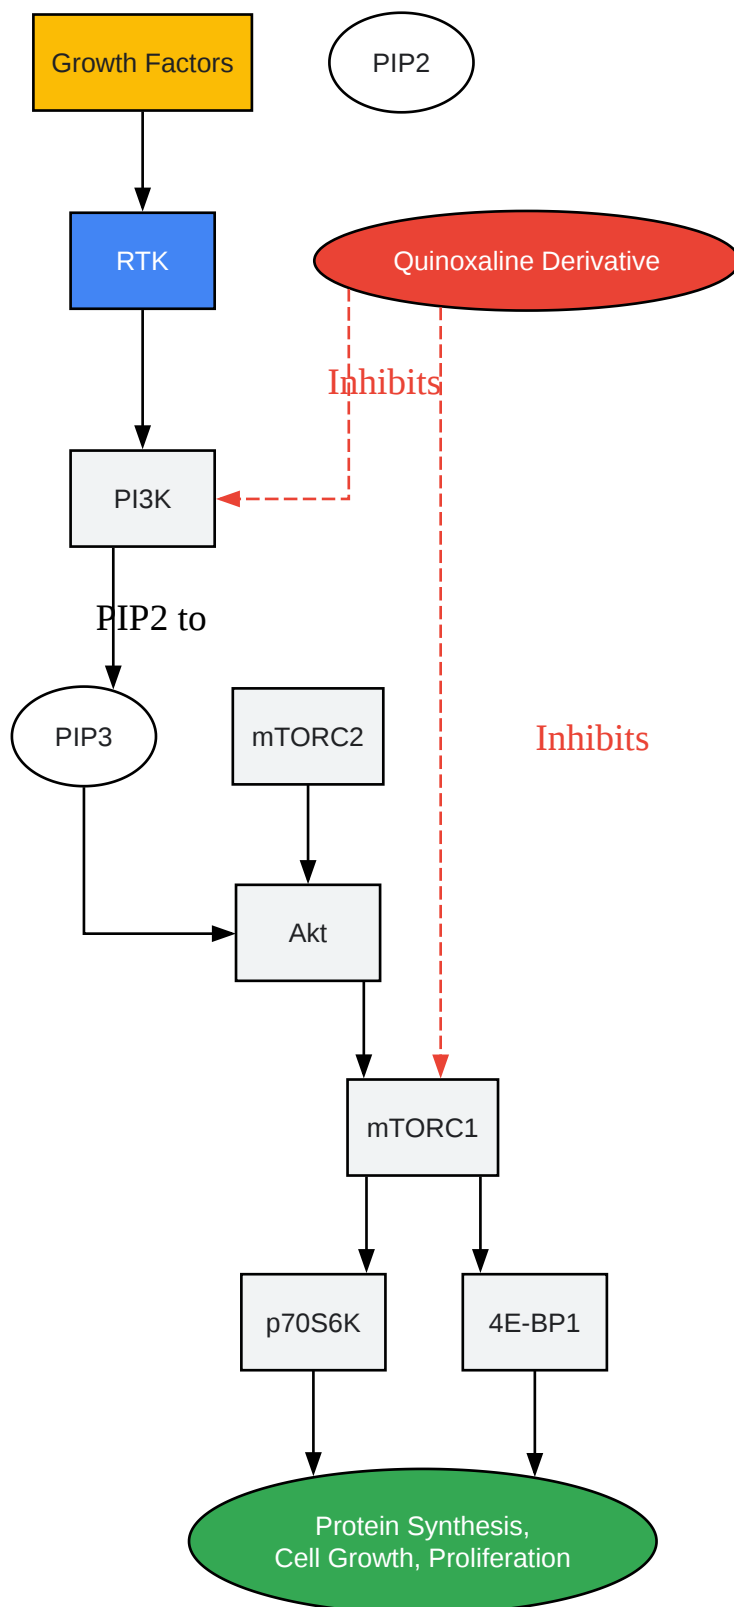 Growth Factors
PIP2
RTK
Quinoxaline Derivative
Inhibits
PI3K
PIP2 to
PIP3
mTORC2
Inhibits
Akt
mTORC1
p70S6K
4E-BP1
Protein Synthesis,
Cell Growth, Proliferation